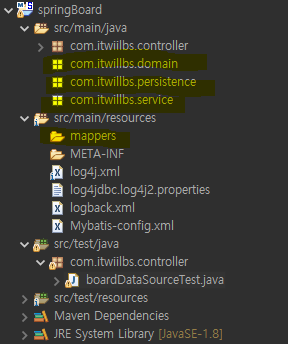 springBoard
src/main/java
com.itwillbs.controller
com.itwillbs.domain
com.itwillbs.persistence
com.itwillbs.service
src/main/resources
mappers
META-INF
log4j.xml
log4jdbc.log4j2.properties
logback.xml
Mybatis-config.xml
src/test/java
com.itwillbs.controller
boardDataSourceTest.java
src/test/resources
Maven Dependencies
JRE System Library [JavaSE-1.8]